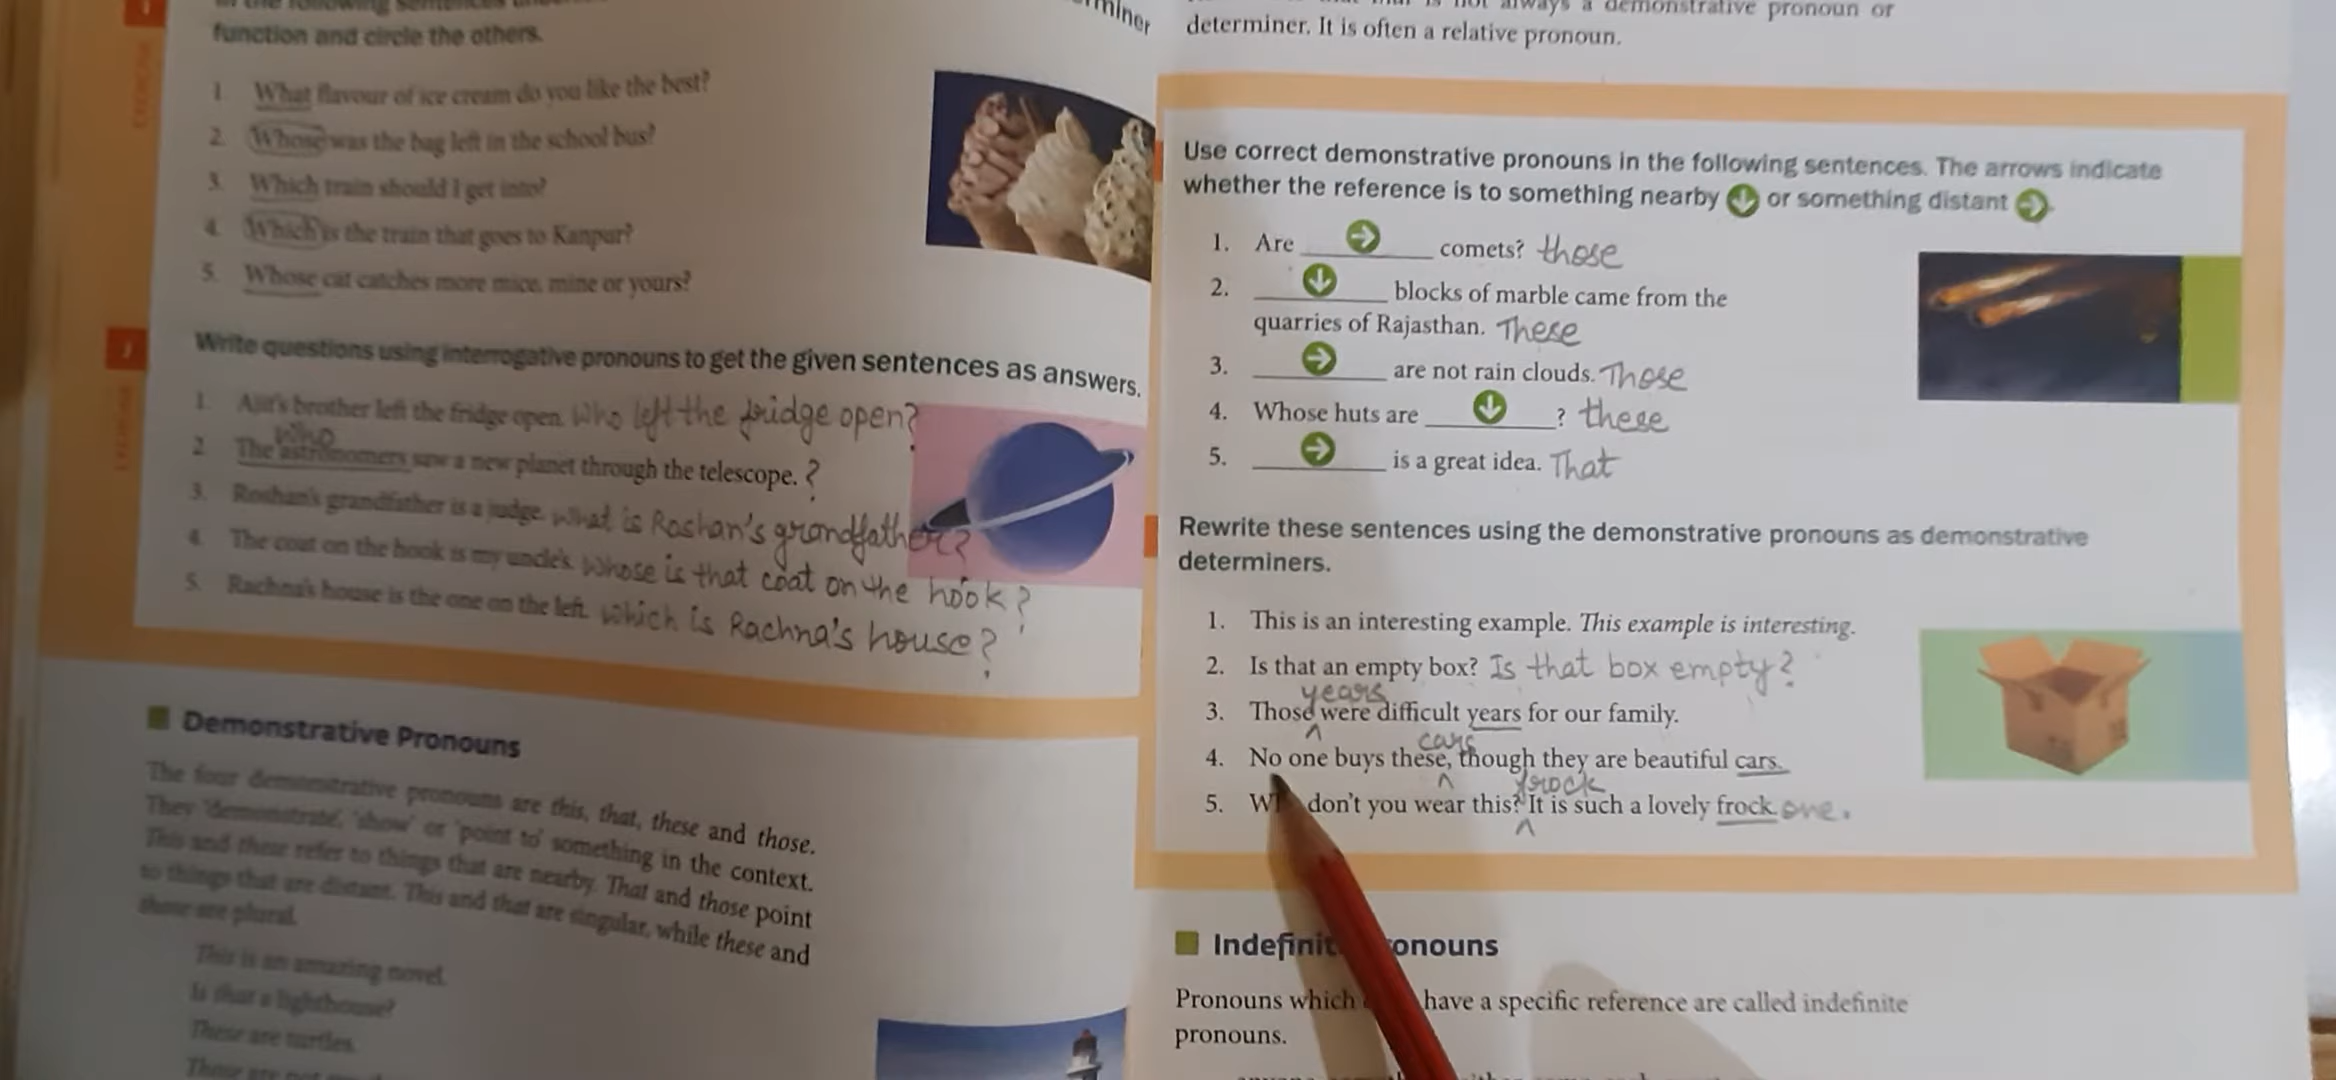 function and circle the others.
1. What flavour of ice cream do you like the best?
2. Whose was the bag left in the school bus?
3. Which train should I get into?
4. Which is the train that goes to Kanpur?
5. Whose cat catches more mice, mine or yours?
Write questions using interrogative pronouns to get the given sentences as answers.
1. Ajit's brother left the fridge open. Who left the fridge open?
who
2. The astronomers saw a new planet through the telescope. ?
3. Roshan's grandfather is a judge. What is Roshan's grandfather?
4. The coat on the hook is my uncle's. Whose is that coat on the hook?
5. Rachna's house is the one on the left. Which is Rachna's house?
Demonstrative Pronouns
The four demonstrative pronouns are this, that, these and those.
They 'demonstrate', 'show' or 'point to' something in the context.
This and these refer to things that are nearby. That and those point
to things that are distant. This and that are singular, while these and
those are plural.
This is an amazing novel.
Is that a lighthouse?
These are turtles.
always a demonstrative pronoun or
determiner. It is often a relative pronoun.
Use correct demonstrative pronouns in the following sentences. The arrows indicate
whether the reference is to something nearby or something distant
1. Are ______ comets? those
2. ______ blocks of marble came from the
quarries of Rajasthan. These
3. ______ are not rain clouds. Those
4. Whose huts are ______? these
5. ______ is a great idea. That
Rewrite these sentences using the demonstrative pronouns as demonstrative
determiners.
1. This is an interesting example. This example is interesting.
2. Is that an empty box? Is that box empty?
years
3. Those were difficult years for our family.
cars
4. No one buys these, though they are beautiful cars.
frock
5. don't you wear this? It is such a lovely frock one.
onouns
Pronouns which have a specific reference are called indefinite
pronouns.